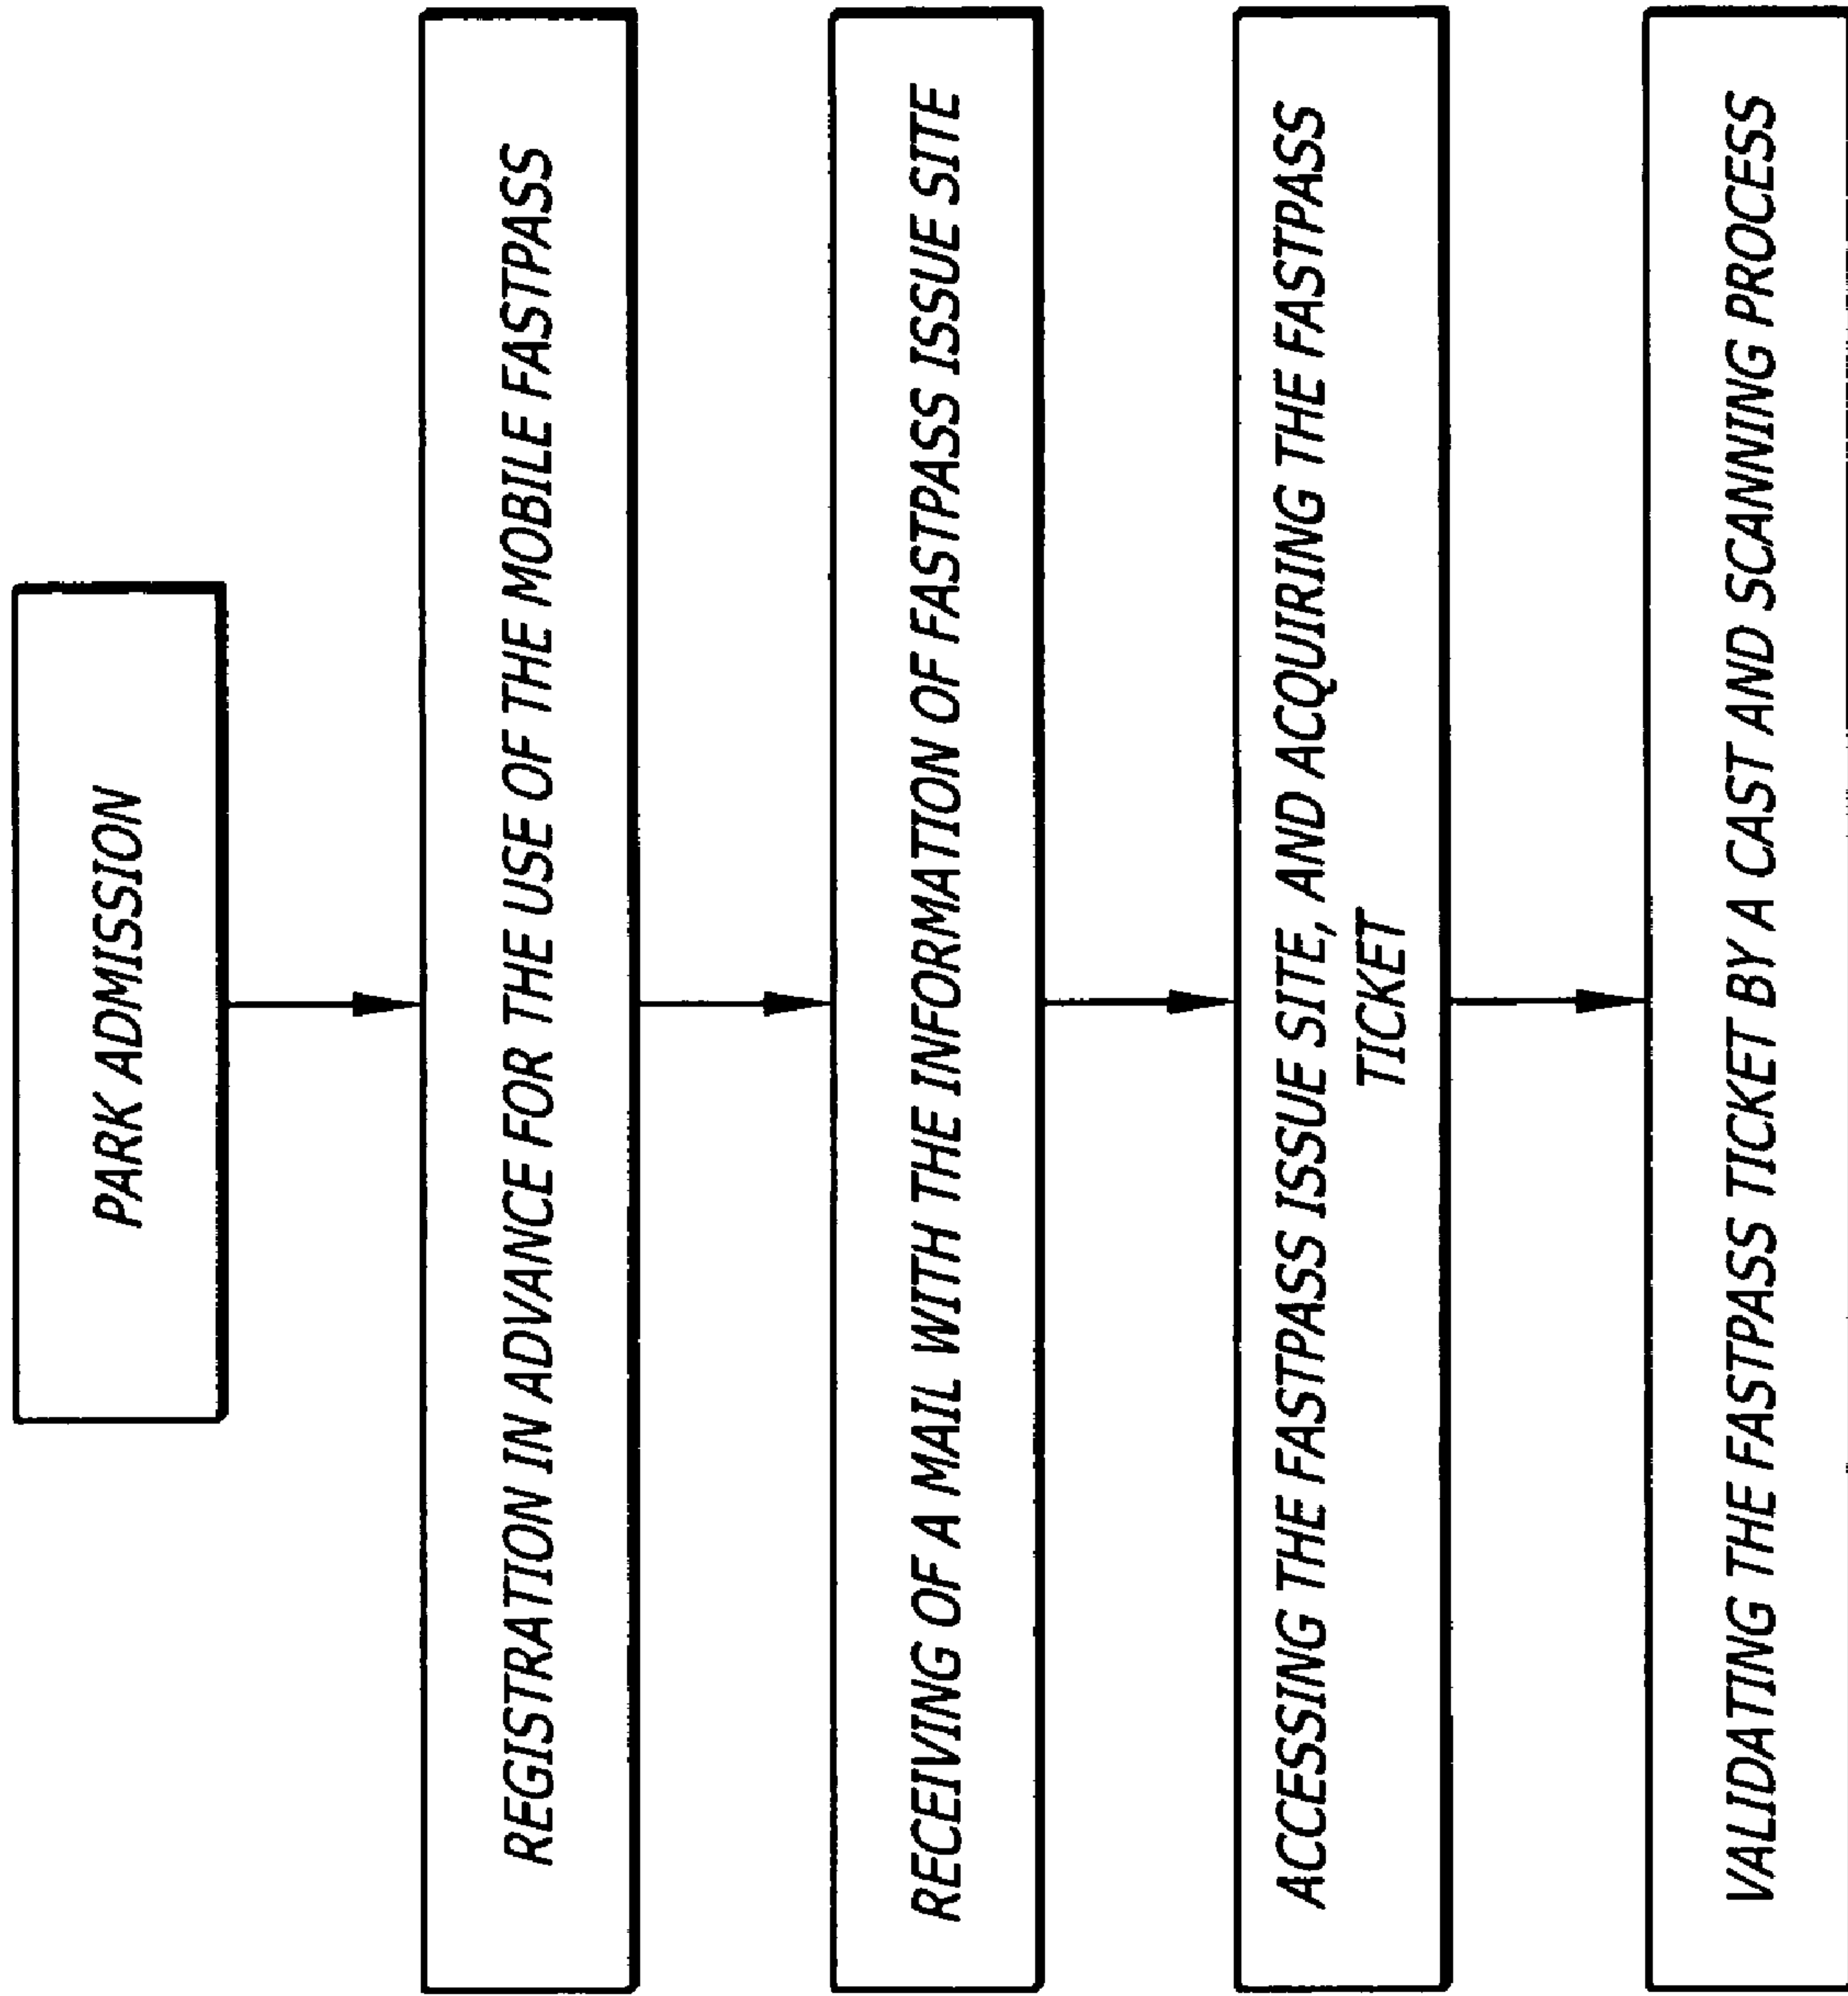 PARK ADMISSION
REGISTRATION IN ADVANCE FOR THE USE OF THE MOBILE FASTPASS
RECEIVING OF A MAIL WITH THE INFORMATION OF FASTPASS ISSUE SITE
ACCESSING THE FASTPASS ISSUE SITE, AND ACQUIRING THE FASTPASS
TICKET
VALIDATING THE FASTPASS TICKET BY A CAST AND SCANNING PROCESS